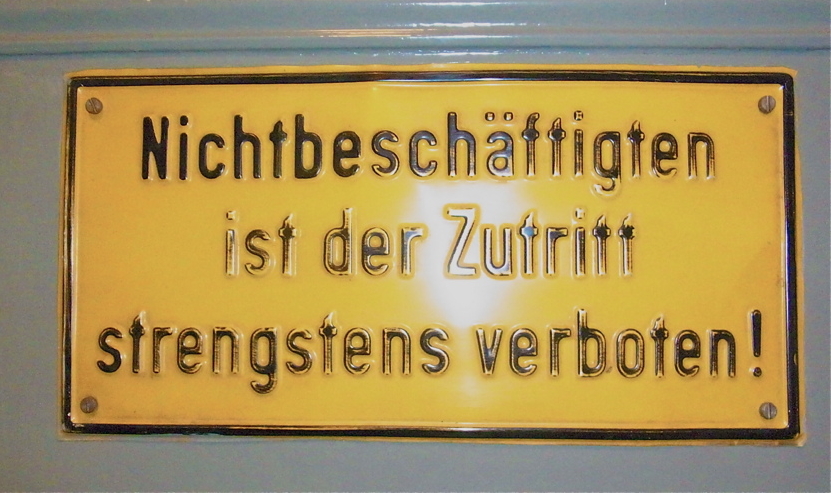 Nichtbeschäftigten
ist der Zutritt
strengstens verboten!